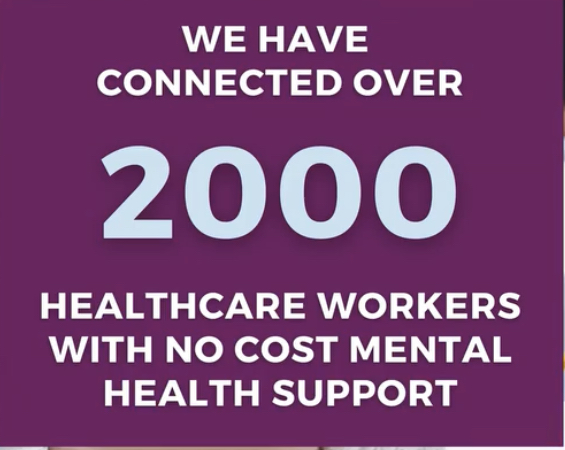 WE HAVE
CONNECTED OVER
2000
HEALTHCARE WORKERS
WITH NO COST MENTAL
HEALTH SUPPORT